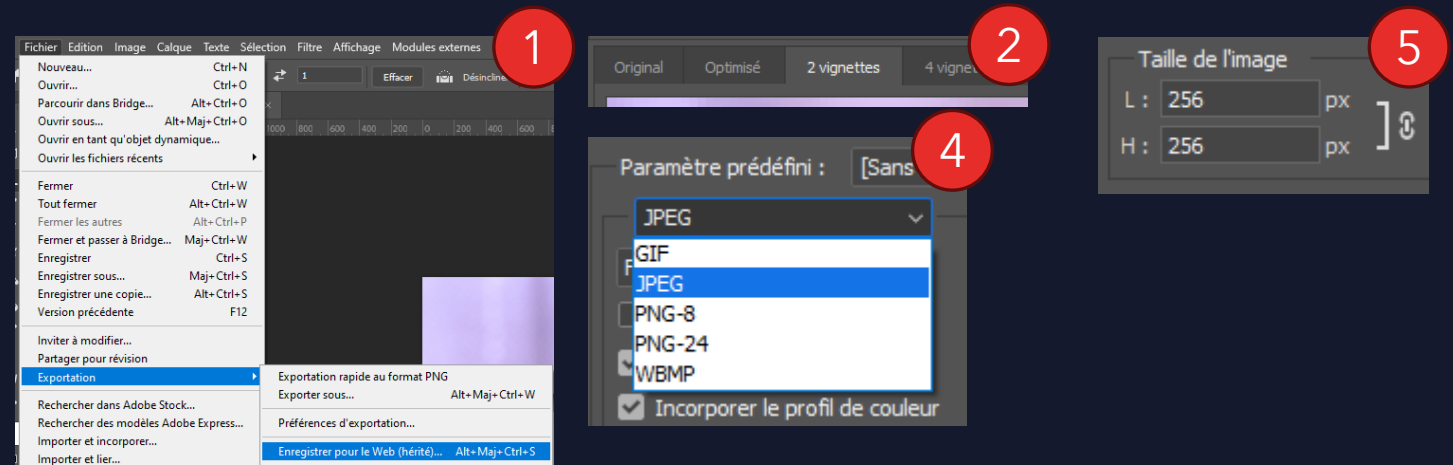 1
Fichier Edition Image Calque Texte Sélection Filtre Affichage Modules externes
Nouveau... Ctrl+N
Ouvrir... Ctrl+O
Parcourir dans Bridge... Alt+Ctrl+O
Ouvrir sous... Alt+Maj+Ctrl+O
Ouvrir en tant qu'objet dynamique...
Ouvrir les fichiers récents
Fermer Ctrl+W
Tout fermer Alt+Ctrl+W
Fermer les autres Alt+Ctrl+P
Fermer et passer à Bridge... Maj+Ctrl+W
Enregistrer Ctrl+S
Enregistrer sous... Maj+Ctrl+S
Enregistrer une copie... Alt+Ctrl+S
Version précédente F12
Inviter à modifier...
Partager pour révision
Exportation
Rechercher dans Adobe Stock...
Rechercher des modèles Adobe Express...
Importer et incorporer...
Importer et lier...
1 Effacer
1000 800 600 400 200 0 200 400 600
Exportation rapide au format PNG
Exporter sous... Alt+Maj+Ctrl+W
Préférences d'exportation...
Enregistrer pour le Web (hérité)... Alt+Maj+Ctrl+S
2
Original Optimisé 2 vignettes 4
4
Paramètre prédéfini : [Sans
JPEG
GIF
JPEG
PNG-8
PNG-24
WBMP
Incorporer le profil de couleur
5
Taille de l'image
L : 256 px
H : 256 px